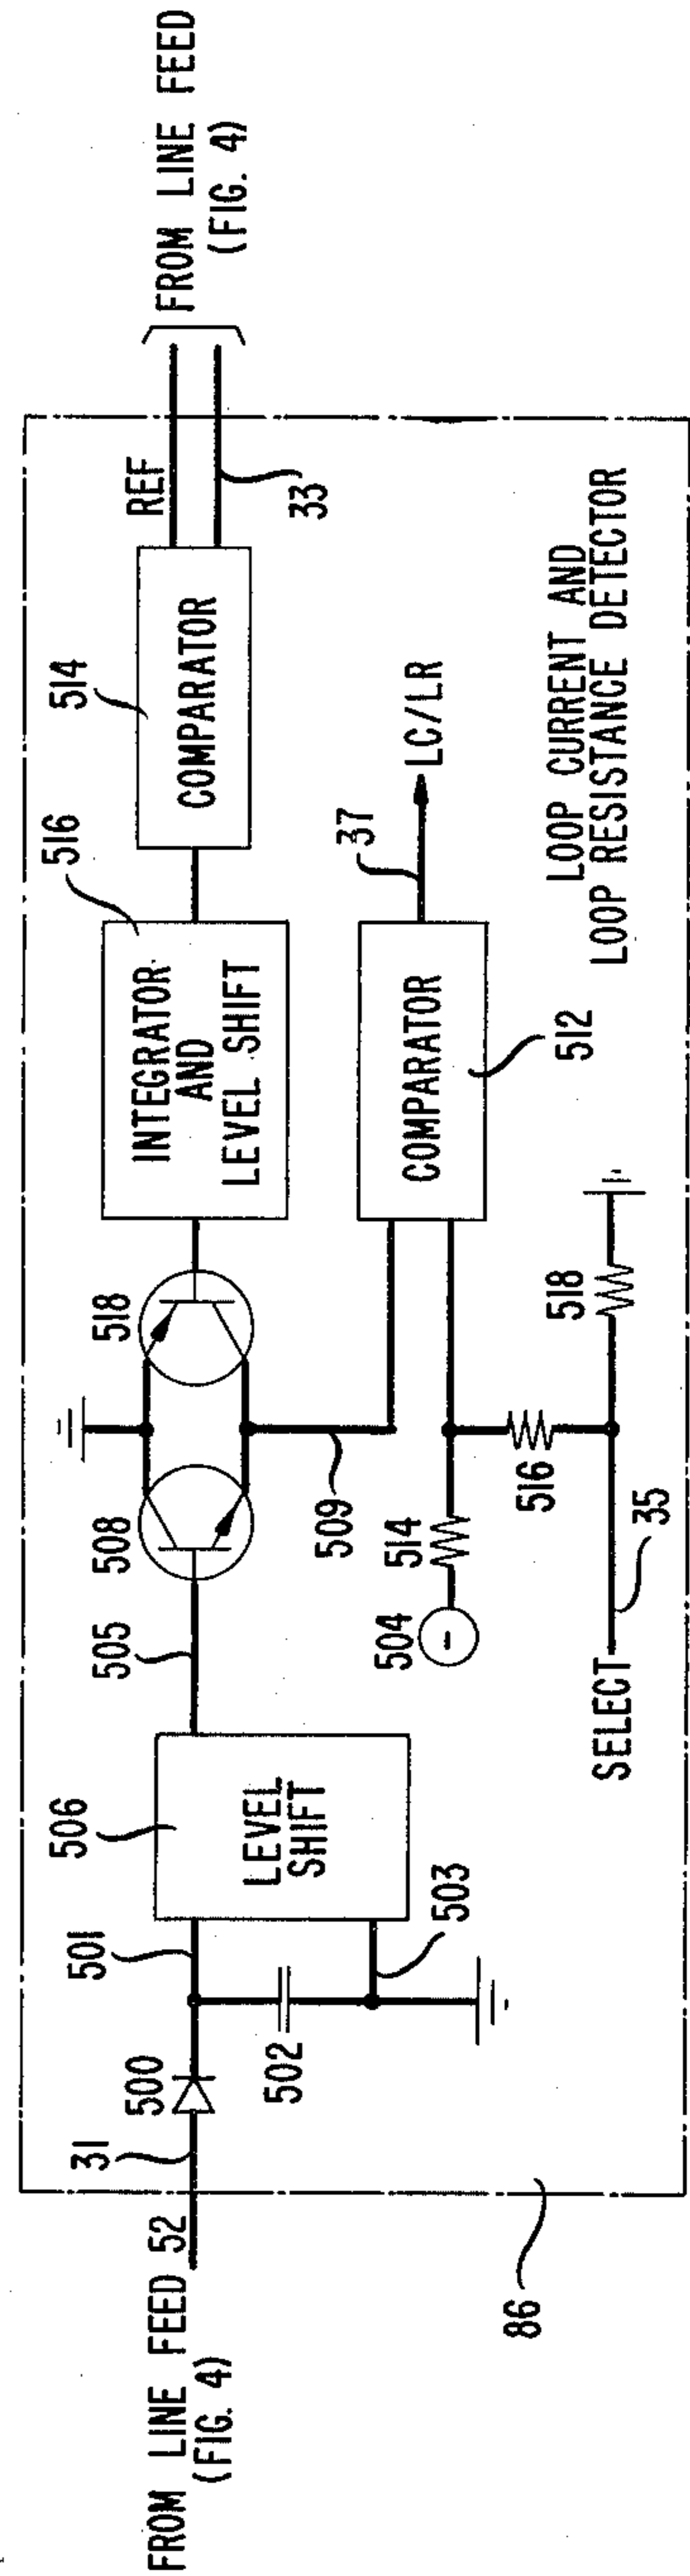 FROM LINE FEED 52
(FIG. 4)
31
500
501
502
503
506
LEVEL
SHIFT
505
508
518
509
516
INTEGRATOR
AND
LEVEL SHIFT
514
COMPARATOR
REF
33
FROM LINE FEED
(FIG. 4)
504
-
514
516
518
COMPARATOR
512
37
LC/LR
SELECT
35
LOOP CURRENT AND
LOOP RESISTANCE DETECTOR
86